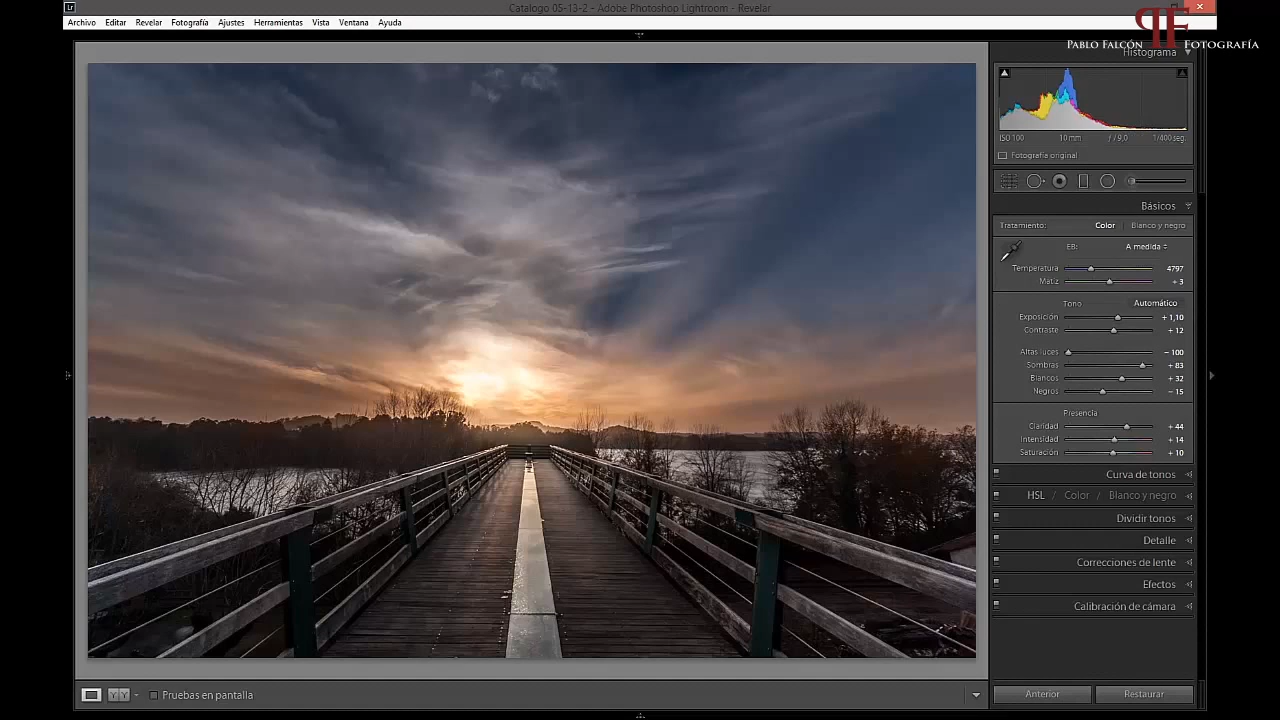 Lr Catalogo 05-13-2 - Adobe Photoshop Lightroom - Revelar
Archivo Editar Revelar Fotografía Ajustes Herramientas Vista Ventana Ayuda
PF
Pablo Falcón Fotografía
Histograma
ISO 100 10 mm f / 9,0 1/400 seg.
Fotografía original
Básicos
Tratamiento: Color Blanco y negro
EB: A medida
Temperatura 4797
Matiz + 3
Tono Automático
Exposición + 1,10
Contraste + 12
Altas luces − 100
Sombras + 83
Blancos + 32
Negros − 15
Presencia
Claridad + 44
Intensidad + 14
Saturación + 10
Curva de tonos
HSL / Color / Blanco y negro
Dividir tonos
Detalle
Correcciones de lente
Efectos
Calibración de cámara
Y Y Pruebas en pantalla
Anterior Restaurar